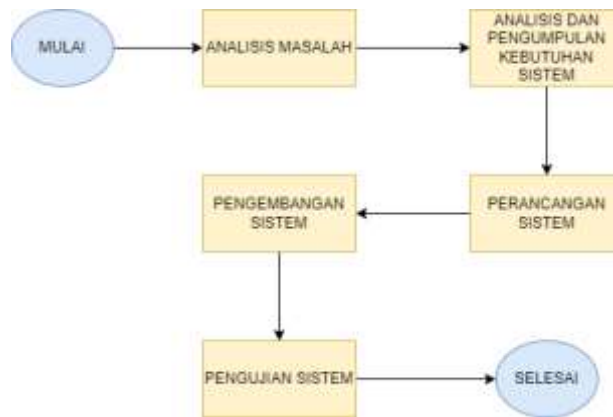 MULAI
ANALISIS MASALAH
ANALISIS DAN
PENGUMPULAN
KEBUTUHAN
SISTEM
PERANCANGAN
SISTEM
PENGEMBANGAN
SISTEM
PENGUJIAN SISTEM
SELESAI